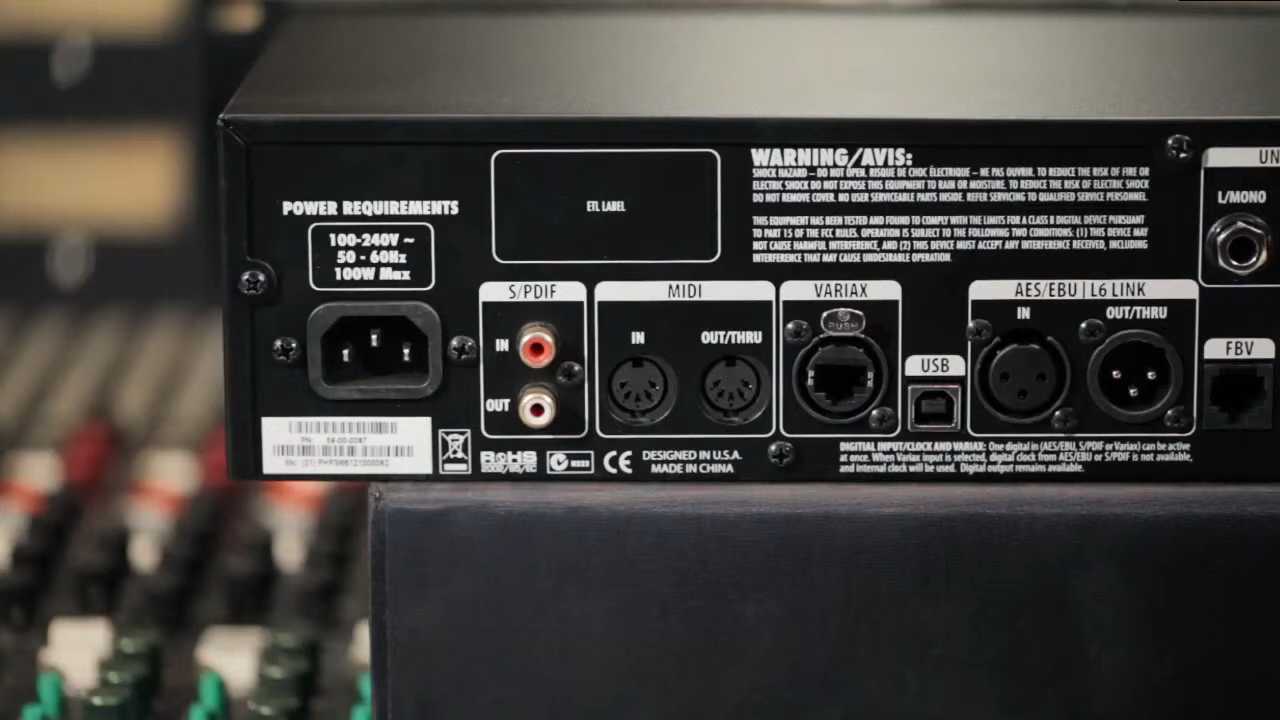 POWER REQUIREMENTS
100-240V ~
50 - 60Hz
100W Max
ETL LABEL
WARNING/AVIS:
SHOCK HAZARD – DO NOT OPEN. RISQUE DE CHOC ÉLECTRIQUE – NE PAS OUVRIR. TO REDUCE THE RISK OF FIRE OR
ELECTRIC SHOCK DO NOT EXPOSE THIS EQUIPMENT TO RAIN OR MOISTURE. TO REDUCE THE RISK OF ELECTRIC SHOCK
DO NOT REMOVE COVER. NO USER SERVICEABLE PARTS INSIDE. REFER SERVICING TO QUALIFIED SERVICE PERSONNEL.
THIS EQUIPMENT HAS BEEN TESTED AND FOUND TO COMPLY WITH THE LIMITS FOR A CLASS B DIGITAL DEVICE PURSUANT
TO PART 15 OF THE FCC RULES. OPERATION IS SUBJECT TO THE FOLLOWING TWO CONDITIONS: (1) THIS DEVICE MAY
NOT CAUSE HARMFUL INTERFERENCE, AND (2) THIS DEVICE MUST ACCEPT ANY INTERFERENCE RECEIVED, INCLUDING
INTERFERENCE THAT MAY CAUSE UNDESIRABLE OPERATION.
UN
L/MONO
S/PDIF
IN
OUT
MIDI
IN
OUT/THRU
VARIAX
PUSH
USB
AES/EBU | L6 LINK
IN
OUT/THRU
FBV
RoHS
2002/95/EC
N223
CE
DESIGNED IN U.S.A.
MADE IN CHINA
DIGITIAL INPUT/CLOCK AND VARIAX: One digital in (AES/EBU, S/PDIF or Variax) can be active
at once. When Variax input is selected, digital clock from AES/EBU or S/PDIF is not available,
and internal clock will be used. Digital output remains available.